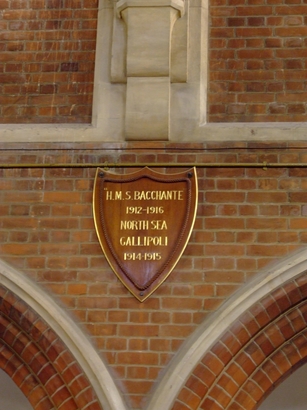 "H.M.S. BACCHANTE
1912-1916
NORTH SEA
GALLIPOLI
1914-1915